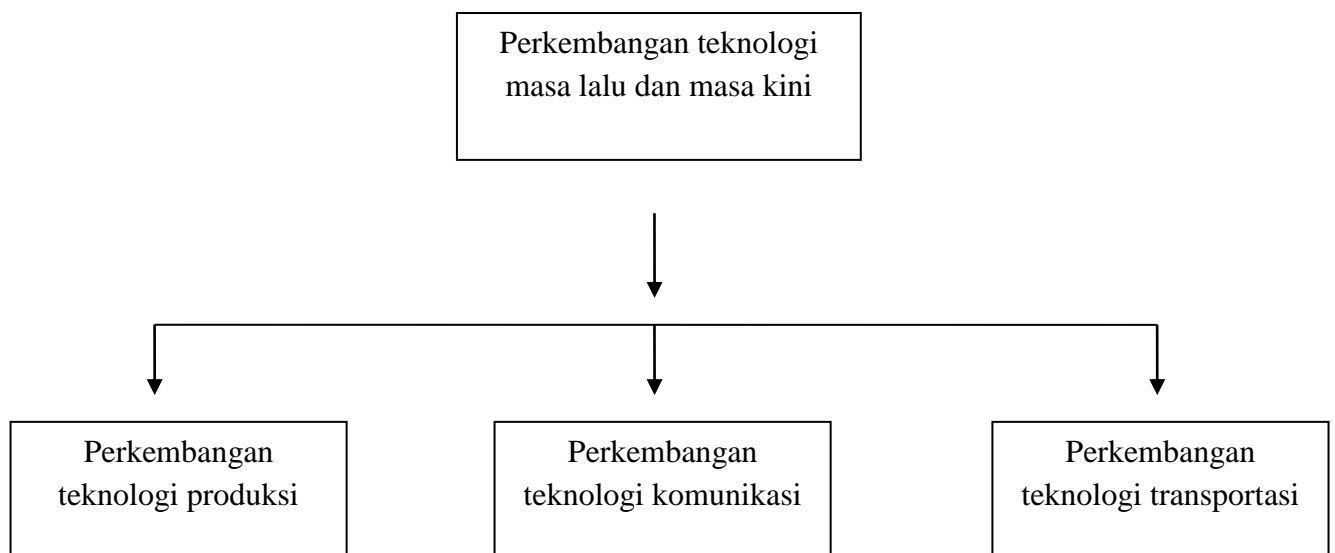 Perkembangan teknologi
masa lalu dan masa kini
Perkembangan
teknologi produksi
Perkembangan
teknologi komunikasi
Perkembangan
teknologi transportasi